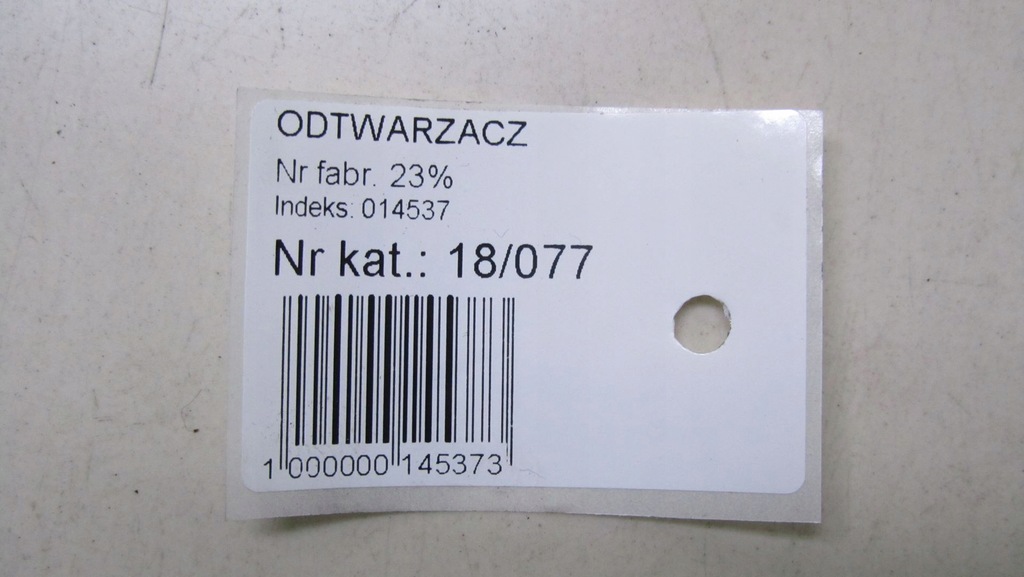 ODTWARZACZ
Nr fabr. 23%
Indeks: 014537
Nr kat.: 18/077
1 000000 145373